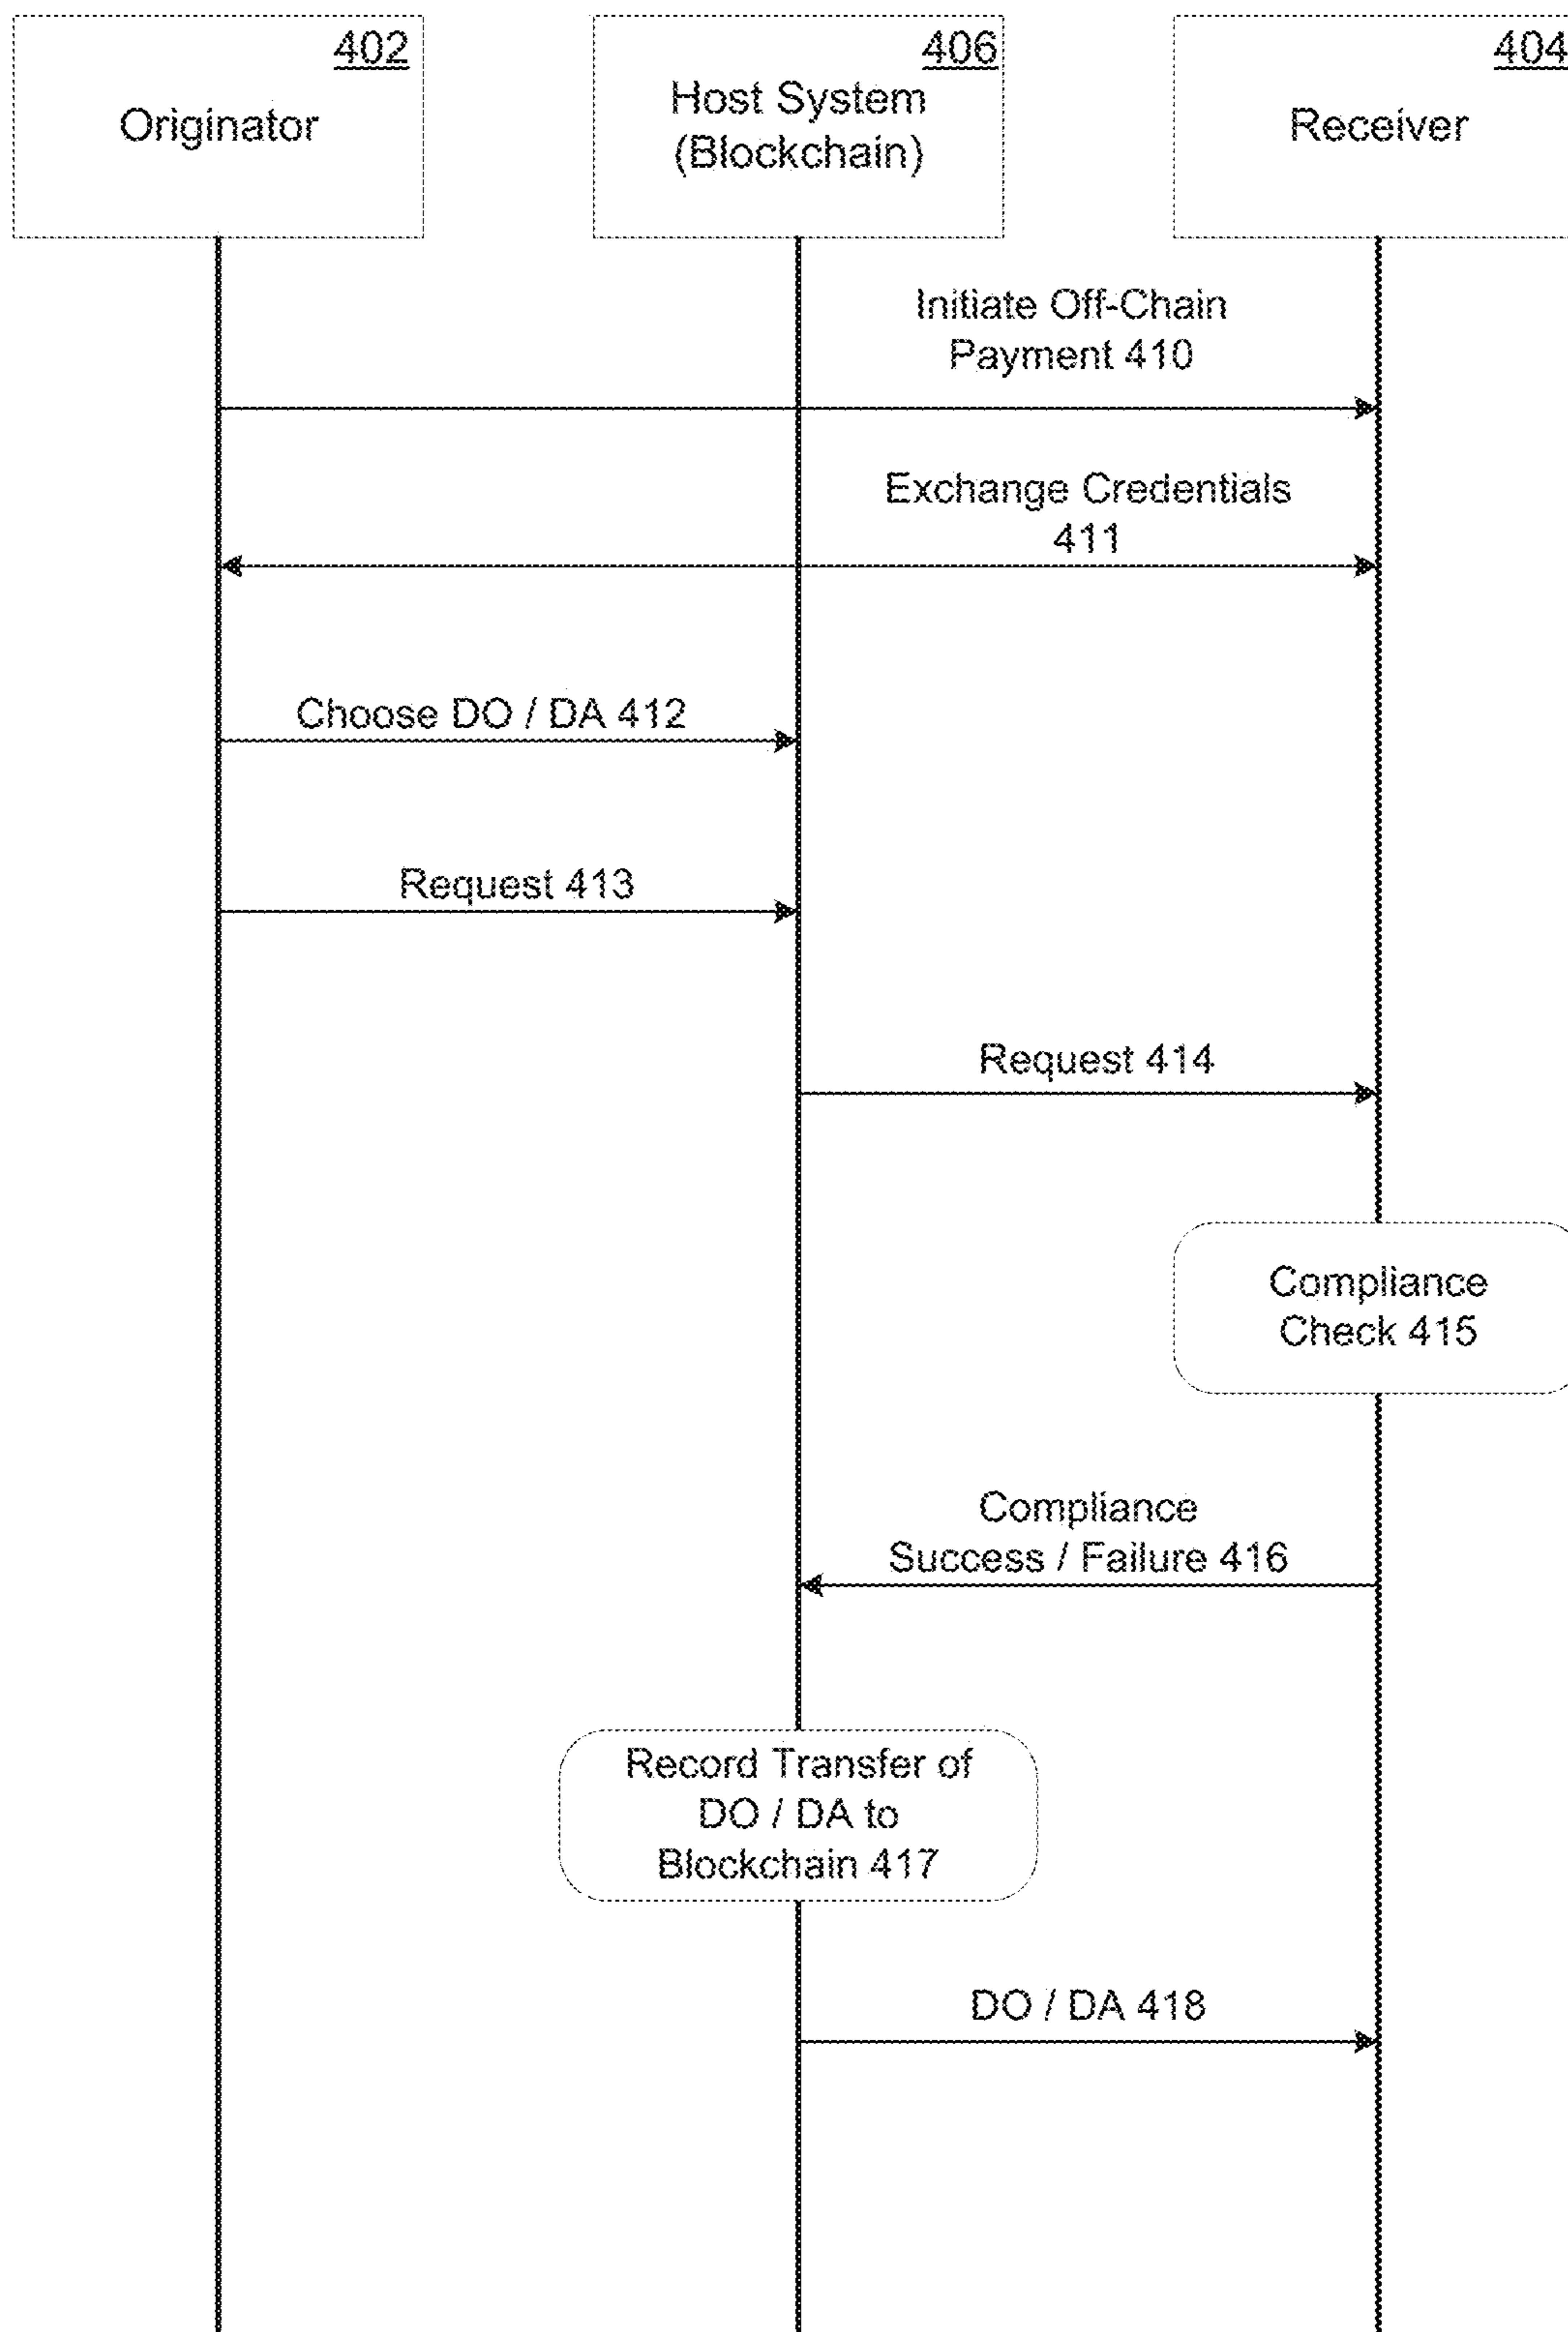 402
Originator
406
Host System
(Blockchain)
404
Receiver
Initiate Off-Chain
Payment 410
Exchange Credentials
411
Choose DO / DA 412
Request 413
Request 414
Compliance
Check 415
Compliance
Success / Failure 416
Record Transfer of
DO / DA to
Blockchain 417
DO / DA 418